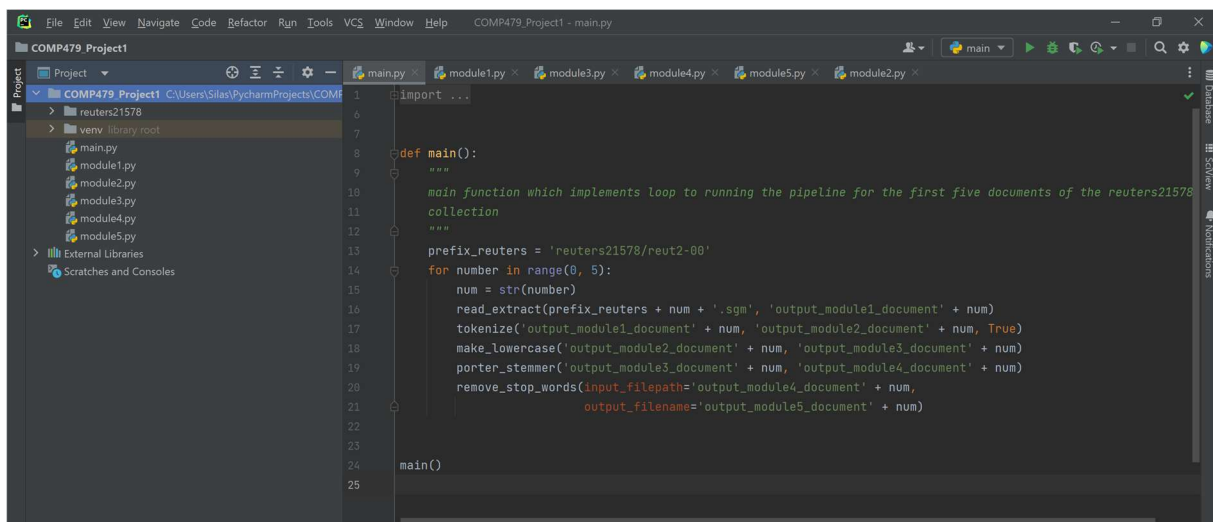 File Edit View Navigate Code Refactor Run Tools VCS Window Help COMP479_Project1 - main.py
COMP479_Project1
main
Project
Project
main.py
module1.py
module3.py
module4.py
module5.py
module2.py
COMP479_Project1 C:\Users\Silas\PycharmProjects\COMP
reuters21578
venv library root
main.py
module1.py
module2.py
module3.py
module4.py
module5.py
External Libraries
Scratches and Consoles
1 import ...
6
7
8 def main():
9 """
10 main function which implements loop to running the pipeline for the first five documents of the reuters21578
11 collection
12 """
13 prefix_reuters = 'reuters21578/reut2-00'
14 for number in range(0, 5):
15 num = str(number)
16 read_extract(prefix_reuters + num + '.sgm', 'output_module1_document' + num)
17 tokenize('output_module1_document' + num, 'output_module2_document' + num, True)
18 make_lowercase('output_module2_document' + num, 'output_module3_document' + num)
19 porter_stemmer('output_module3_document' + num, 'output_module4_document' + num)
20 remove_stop_words(input_filepath='output_module4_document' + num,
21 output_filename='output_module5_document' + num)
22
23
24 main()
25
Database
SciView
Notifications